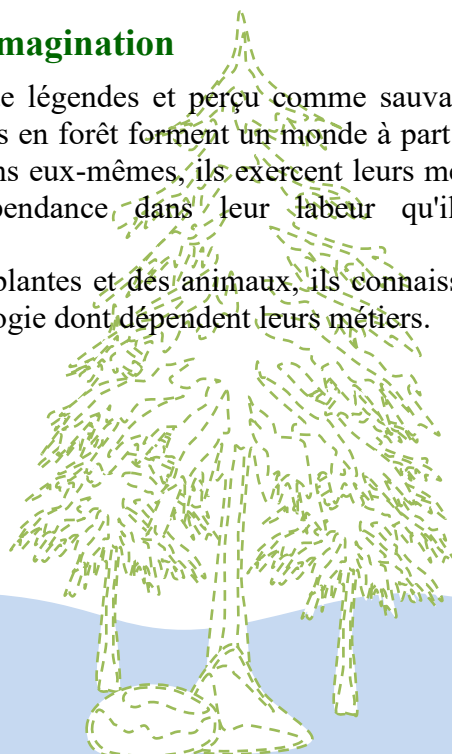 magination
e légendes et perçu comme sauva
s en forêt forment un monde à part
ns eux-mêmes, ils exercent leurs m
pendance dans leur labeur qu'il
plantes et des animaux, ils connaiss
ogie dont dépendent leurs métiers.